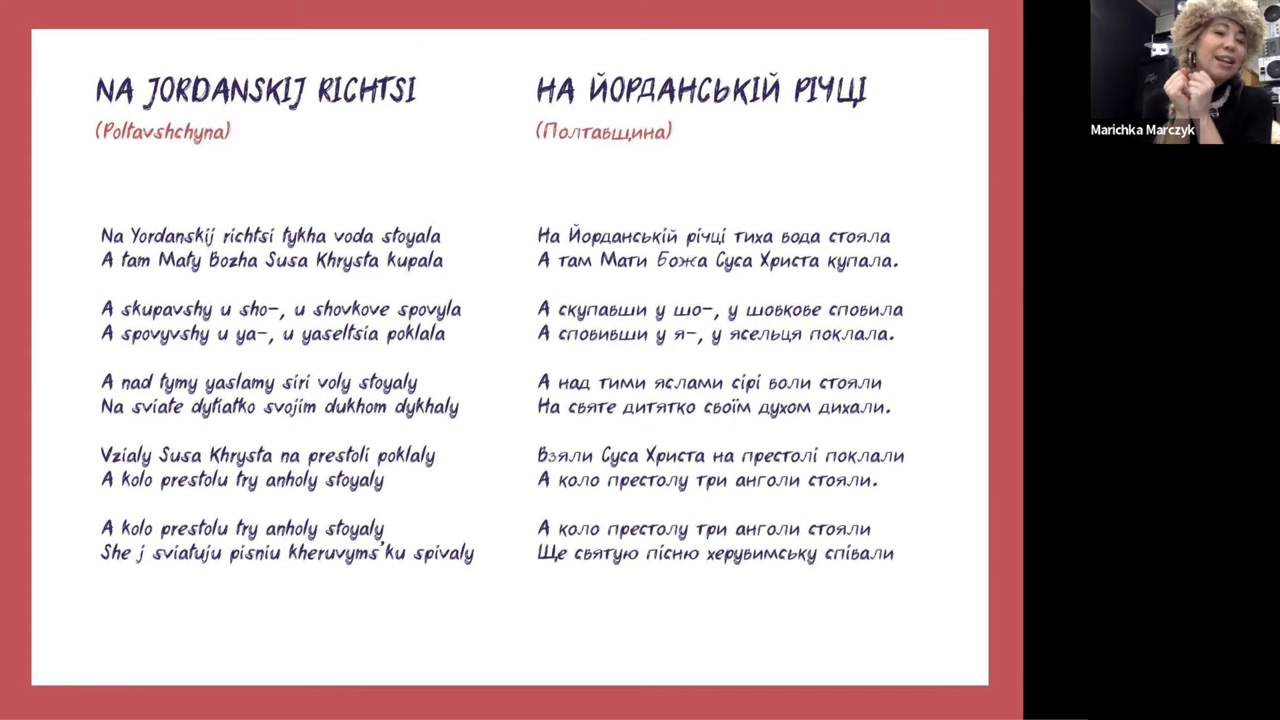 NA JORDANSKIJ RICHTSI
(Poltavshchyna)
Na Yordanskij richtsi tykha voda stoyala
A tam Maty Bozha Susa Khrysta kupala
A skupavshy u sho-, u shovkove spovyla
A spovyvshy u ya-, u yaseltsia poklala
A nad tymy yaslamy siri voly stoyaly
Na sviate dytiatko svojim dukhom dykhaly
Vzialy Susa Khrysta na prestoli poklaly
A kolo prestolu try anholy stoyaly
A kolo prestolu try anholy stoyaly
She j sviatuju pisniu kheruvyms'ku spivaly
НА ЙОРДАНСЬКІЙ РІЧЦІ
(Полтавщина)
На Йорданській річці тиха вода стояла
А там Мати Божа Суса Христа купала.
А скупавши у шо-, у шовкове сповила
А сповивши у я-, у ясельця поклала.
А над тими яслами сірі воли стояли
На святе дитятко своїм духом дихали.
Взяли Суса Христа на престолі поклали
А коло престолу три анголи стояли.
А коло престолу три анголи стояли
Ще святую пісню херувимську співали
Marichka Marczyk